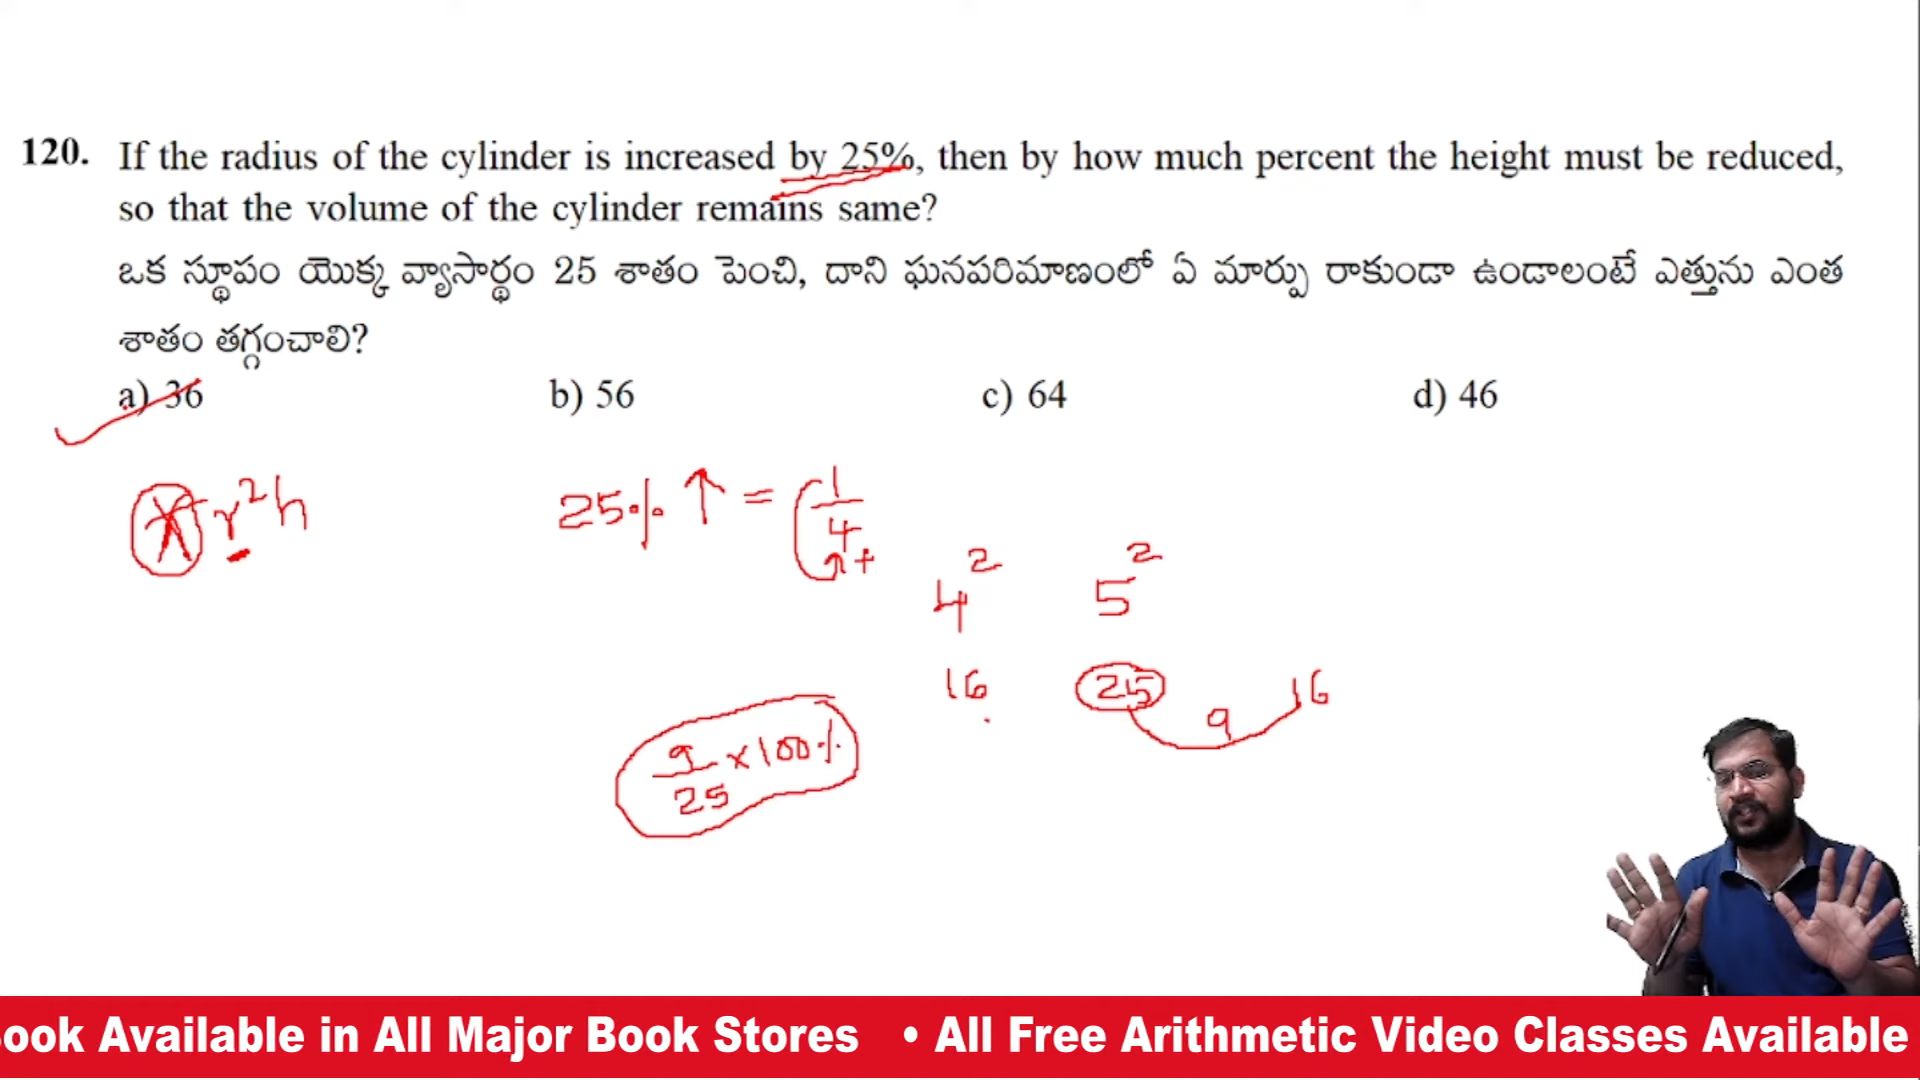 120. If the radius of the cylinder is increased by 25%, then by how much percent the height must be reduced,
so that the volume of the cylinder remains same?
ఒక స్థూపం యొక్క వ్యాసార్థం 25 శాతం పెంచి, దాని ఘనపరిమాణంలో ఏ మార్పు రాకుండా ఉండాలంటే ఎత్తును ఎంత
శాతం తగ్గంచాలి?
a) 36 b) 56 c) 64 d) 46
π r² h 25% ↑ = 1/4 +
4² 5²
16 25 9 16
9/25 × 100%
ook Available in All Major Book Stores • All Free Arithmetic Video Classes Available